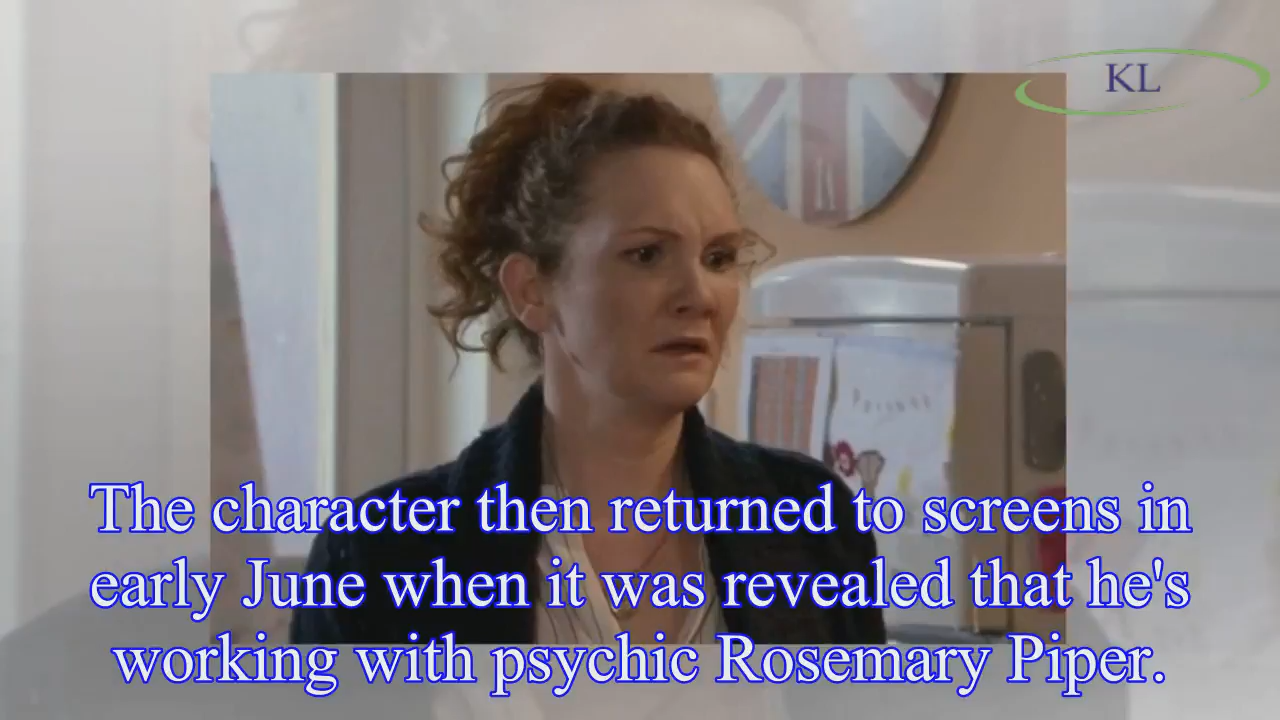 KL
The character then returned to screens in
early June when it was revealed that he's
working with psychic Rosemary Piper.